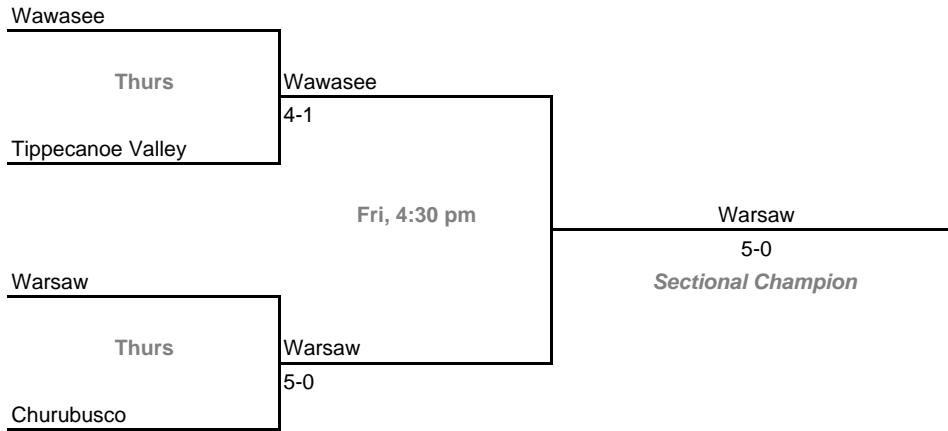 Wawasee
Thurs
Wawasee
4-1
Tippecanoe Valley
Fri, 4:30 pm
Warsaw
5-0
Sectional Champion
Warsaw
Thurs
Warsaw
5-0
Churubusco